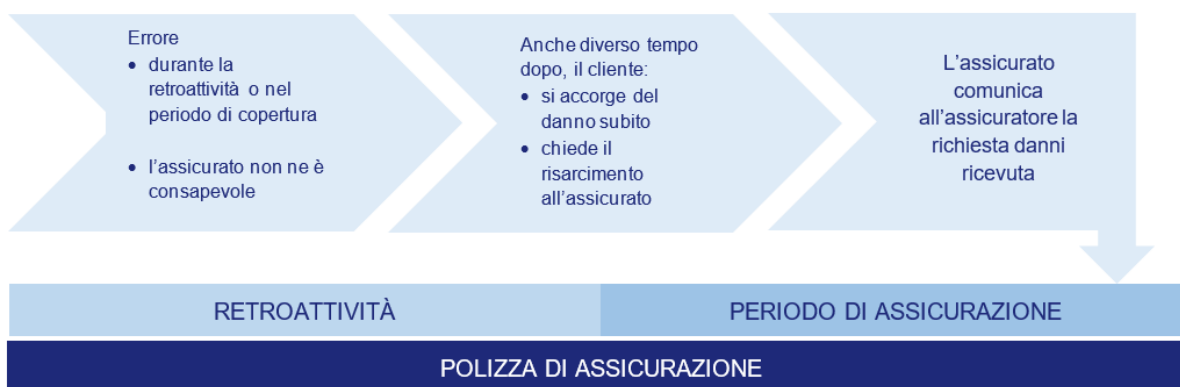 Errore
• durante la
retroattività o nel
periodo di copertura
• l'assicurato non ne è
consapevole
Anche diverso tempo
dopo, il cliente:
• si accorge del
danno subito
• chiede il
risarcimento
all'assicurato
L'assicurato
comunica
all'assicuratore la
richiesta danni
ricevuta
RETROATTIVITÀ
PERIODO DI ASSICURAZIONE
POLIZZA DI ASSICURAZIONE